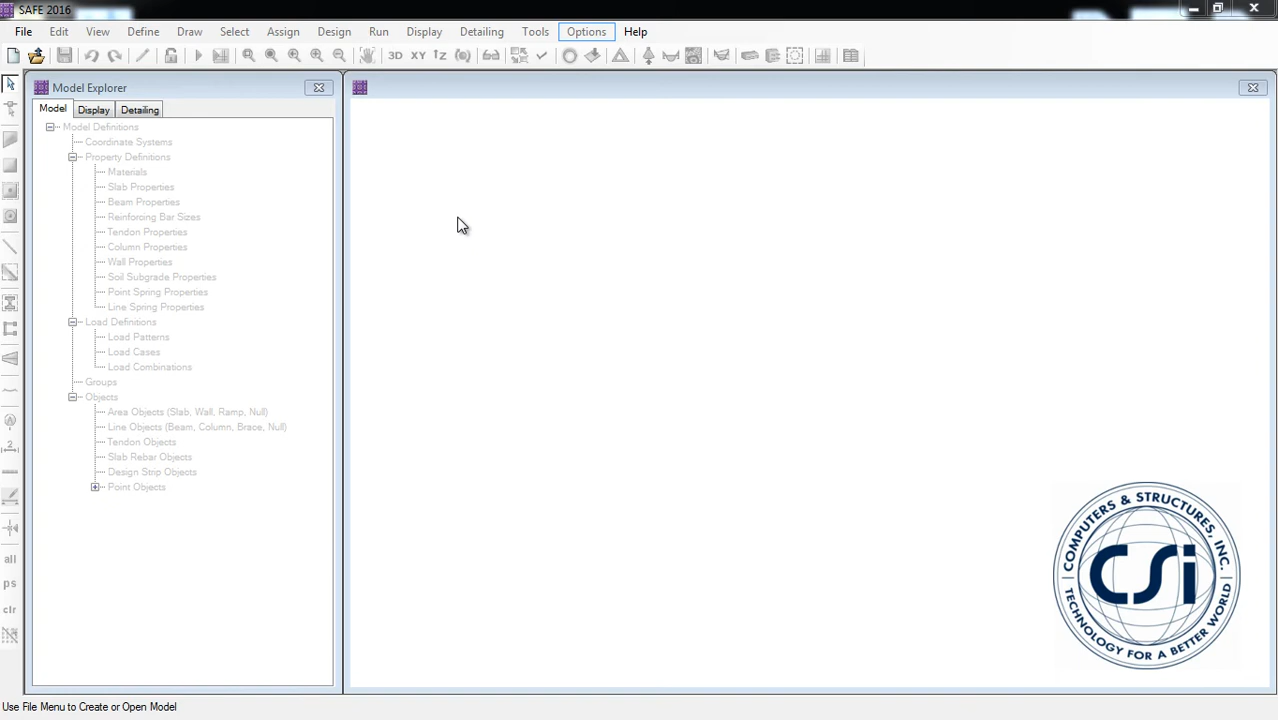 SAFE 2016
File Edit View Define Draw Select Assign Design Run Display Detailing Tools Options Help
3D XY
Model Explorer
Model Display Detailing
Model Definitions
Coordinate Systems
Property Definitions
Materials
Slab Properties
Beam Properties
Reinforcing Bar Sizes
Tendon Properties
Column Properties
Wall Properties
Soil Subgrade Properties
Point Spring Properties
Line Spring Properties
Load Definitions
Load Patterns
Load Cases
Load Combinations
Groups
Objects
Area Objects (Slab, Wall, Ramp, Null)
Line Objects (Beam, Column, Brace, Null)
Tendon Objects
Slab Rebar Objects
Design Strip Objects
Point Objects
2
all
ps
clr
COMPUTERS & STRUCTURES, INC.
CSi
TECHNOLOGY FOR A BETTER WORLD
Use File Menu to Create or Open Model